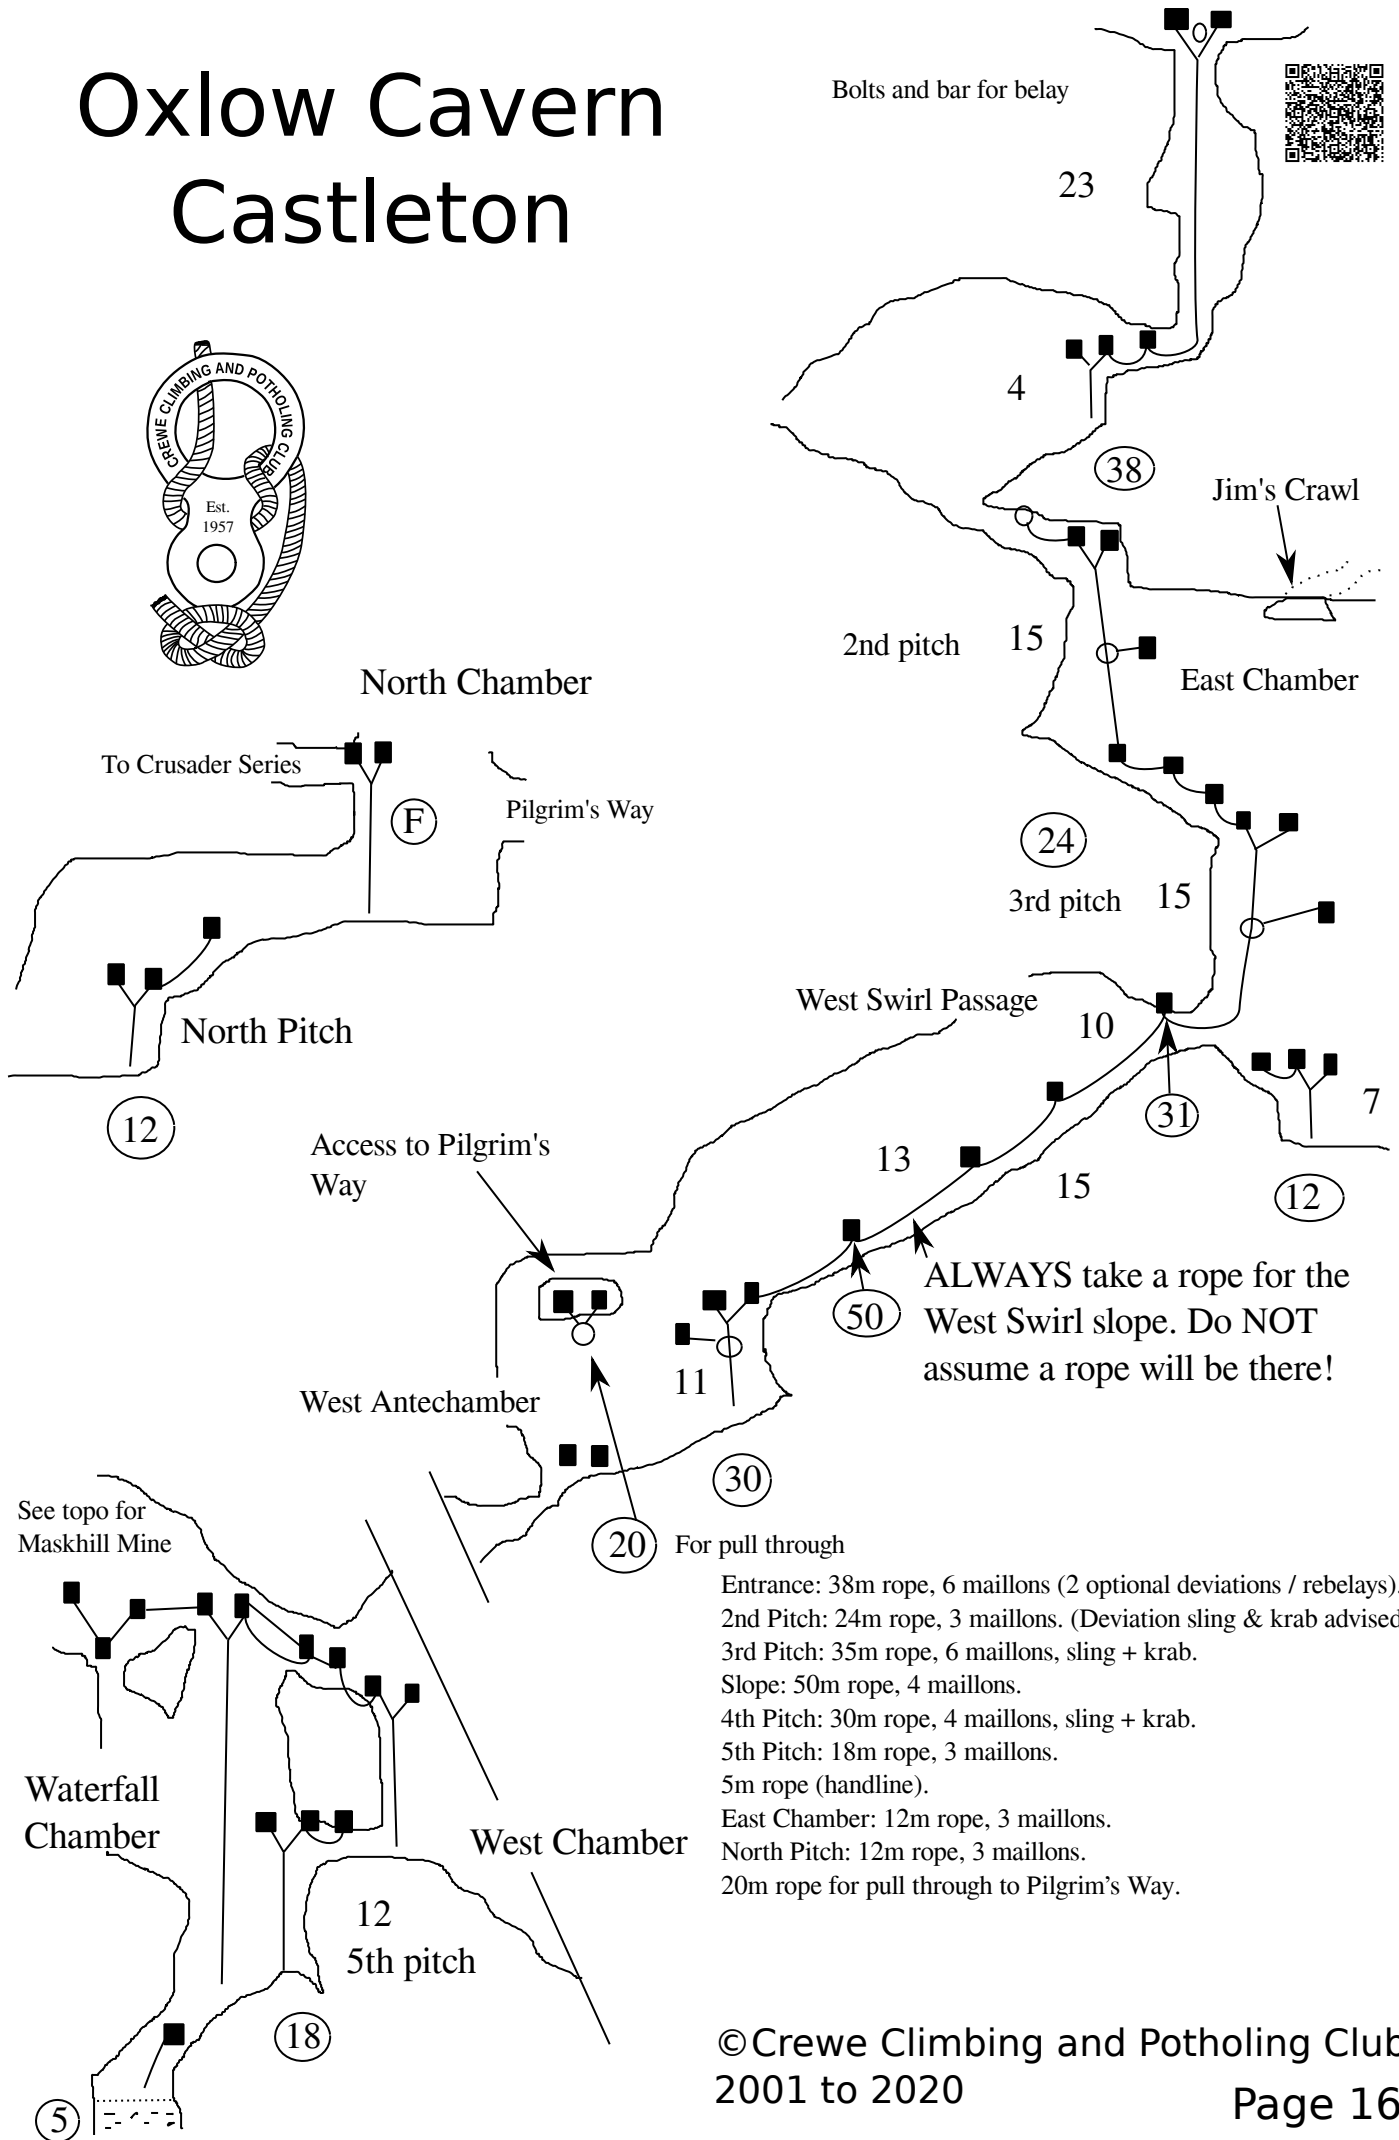 Oxlow Cavern
Castleton
Bolts and bar for belay
23
CREWE CLIMBING AND POTHOLING CLUB
Est.
1957
4
38
Jim's Crawl
2nd pitch
15
East Chamber
North Chamber
To Crusader Series
F
Pilgrim's Way
24
3rd pitch
15
West Swirl Passage
10
North Pitch
12
31
7
Access to Pilgrim's
Way
13
15
12
ALWAYS take a rope for the
West Swirl slope. Do NOT
assume a rope will be there!
50
11
West Antechamber
30
See topo for
Maskhill Mine
20
For pull through
Entrance: 38m rope, 6 maillons (2 optional deviations / rebelays).
2nd Pitch: 24m rope, 3 maillons. (Deviation sling & krab advised
3rd Pitch: 35m rope, 6 maillons, sling + krab.
Slope: 50m rope, 4 maillons.
4th Pitch: 30m rope, 4 maillons, sling + krab.
5th Pitch: 18m rope, 3 maillons.
5m rope (handline).
East Chamber: 12m rope, 3 maillons.
North Pitch: 12m rope, 3 maillons.
20m rope for pull through to Pilgrim’s Way.
Waterfall
Chamber
West Chamber
12
5th pitch
18
5
©Crewe Climbing and Potholing Club
2001 to 2020
Page 16